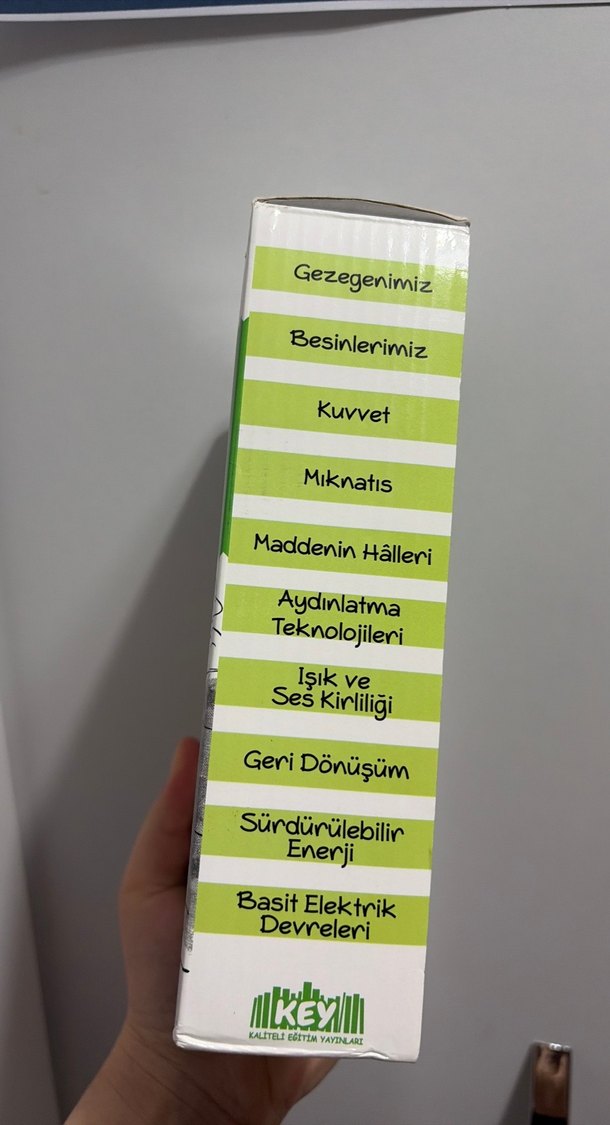 Gezegenimiz
Besinlerimiz
Kuvvet
Mıknatıs
Maddenin Hâlleri
Aydınlatma
Teknolojileri
Işık ve
Ses Kirliliği
Geri Dönüşüm
Sürdürülebilir
Enerji
Basit Elektrik
Devreleri
KEY
KALİTELİ EĞİTİM YAYINLARI